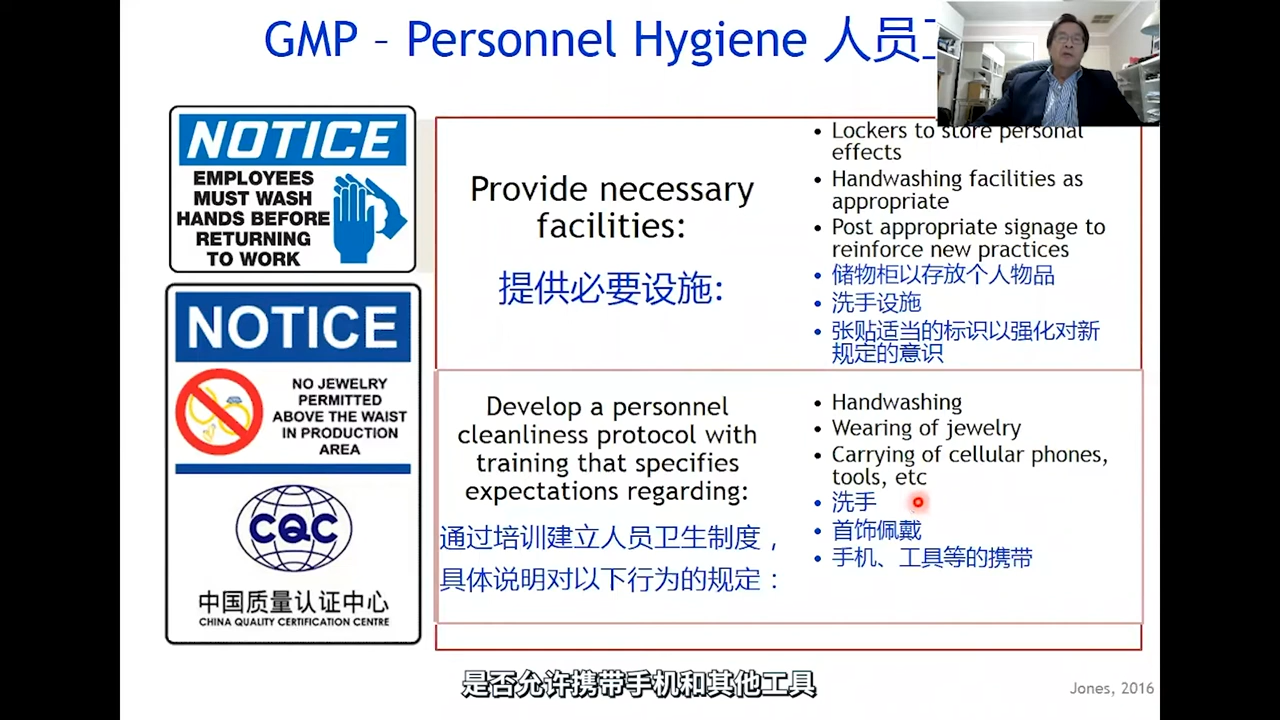 GMP - Personnel Hygiene 人员
NOTICE
EMPLOYEES
MUST WASH
HANDS BEFORE
RETURNING
TO WORK
NOTICE
NO JEWELRY
PERMITTED
ABOVE THE WAIST
IN PRODUCTION
AREA
CQC
中国质量认证中心
CHINA QUALITY CERTIFICATION CENTRE
Provide necessary
facilities:
提供必要设施:
• Lockers to store personal
effects
• Handwashing facilities as
appropriate
• Post appropriate signage to
reinforce new practices
• 储物柜以存放个人物品
• 洗手设施
• 张贴适当的标识以强化对新
规定的意识
Develop a personnel
cleanliness protocol with
training that specifies
expectations regarding:
通过培训建立人员卫生制度，
具体说明对以下行为的规定：
• Handwashing
• Wearing of jewelry
• Carrying of cellular phones,
tools, etc
• 洗手
• 首饰佩戴
• 手机、工具等的携带
是否允许携带手机和其他工具
Jones, 2016